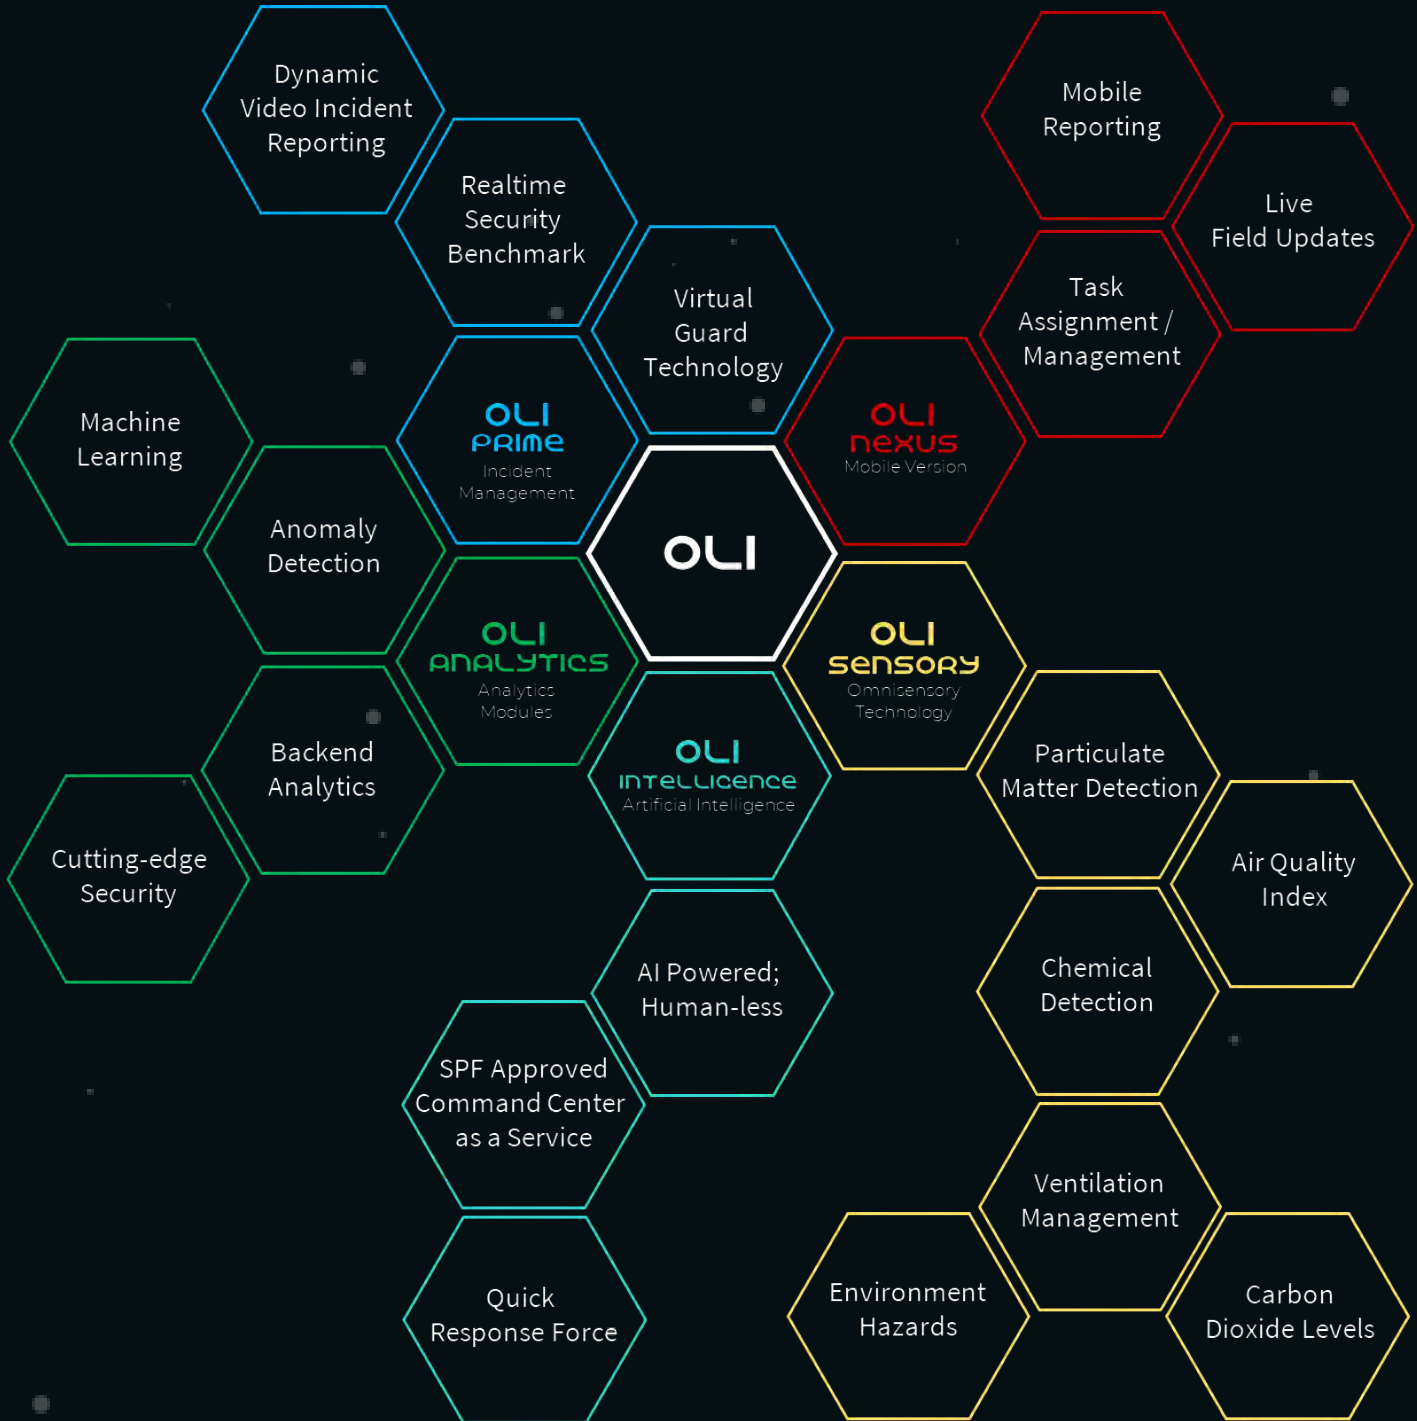 Dynamic
Video Incident
Reporting
Realtime
Security
Benchmark
Virtual
Guard
Technology
OLI
PRIME
Incident
Management
Mobile
Reporting
Live
Field Updates
Task
Assignment /
Management
OLI
NEXUS
Mobile Version
OLI
Machine
Learning
Anomaly
Detection
OLI
ANALYTICS
Analytics
Modules
Backend
Analytics
Cutting-edge
Security
OLI
INTELLIGENCE
Artificial Intelligence
AI Powered;
Human-less
SPF Approved
Command Center
as a Service
Quick
Response Force
OLI
SENSORY
Omnisensory
Technology
Particulate
Matter Detection
Air Quality
Index
Chemical
Detection
Ventilation
Management
Environment
Hazards
Carbon
Dioxide Levels